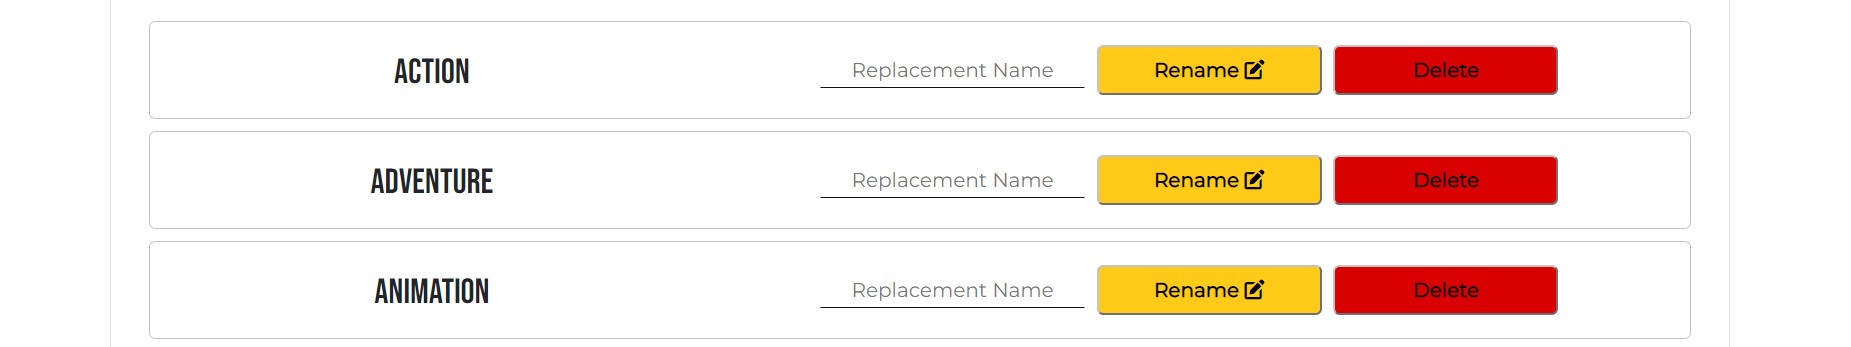 ACTION Replacement Name Rename Delete
ADVENTURE Replacement Name Rename Delete
ANIMATION Replacement Name Rename Delete